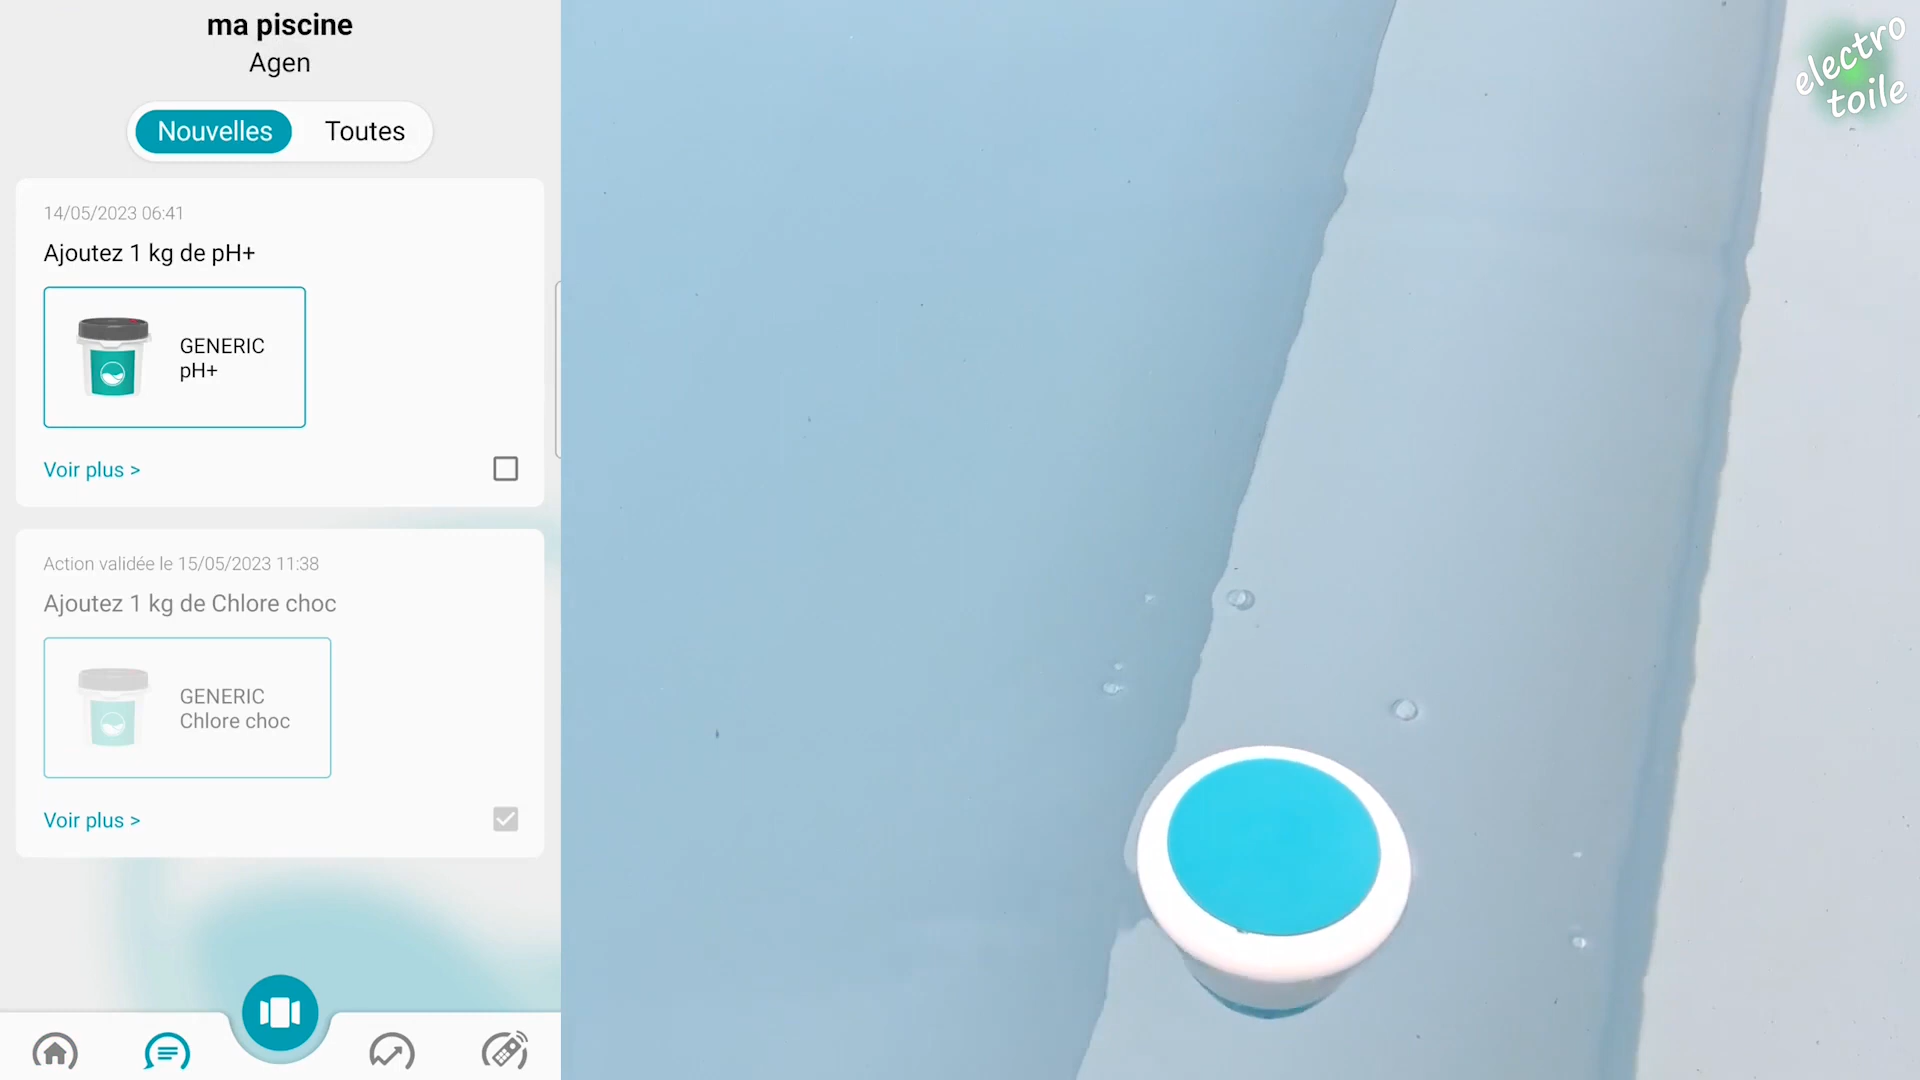 ma piscine
Agen
Nouvelles
Toutes
14/05/2023 06:41
Ajoutez 1 kg de pH+
GENERIC
pH+
Voir plus >
Action validée le 15/05/2023 11:38
Ajoutez 1 kg de Chlore choc
GENERIC
Chlore choc
Voir plus >
electro
toile